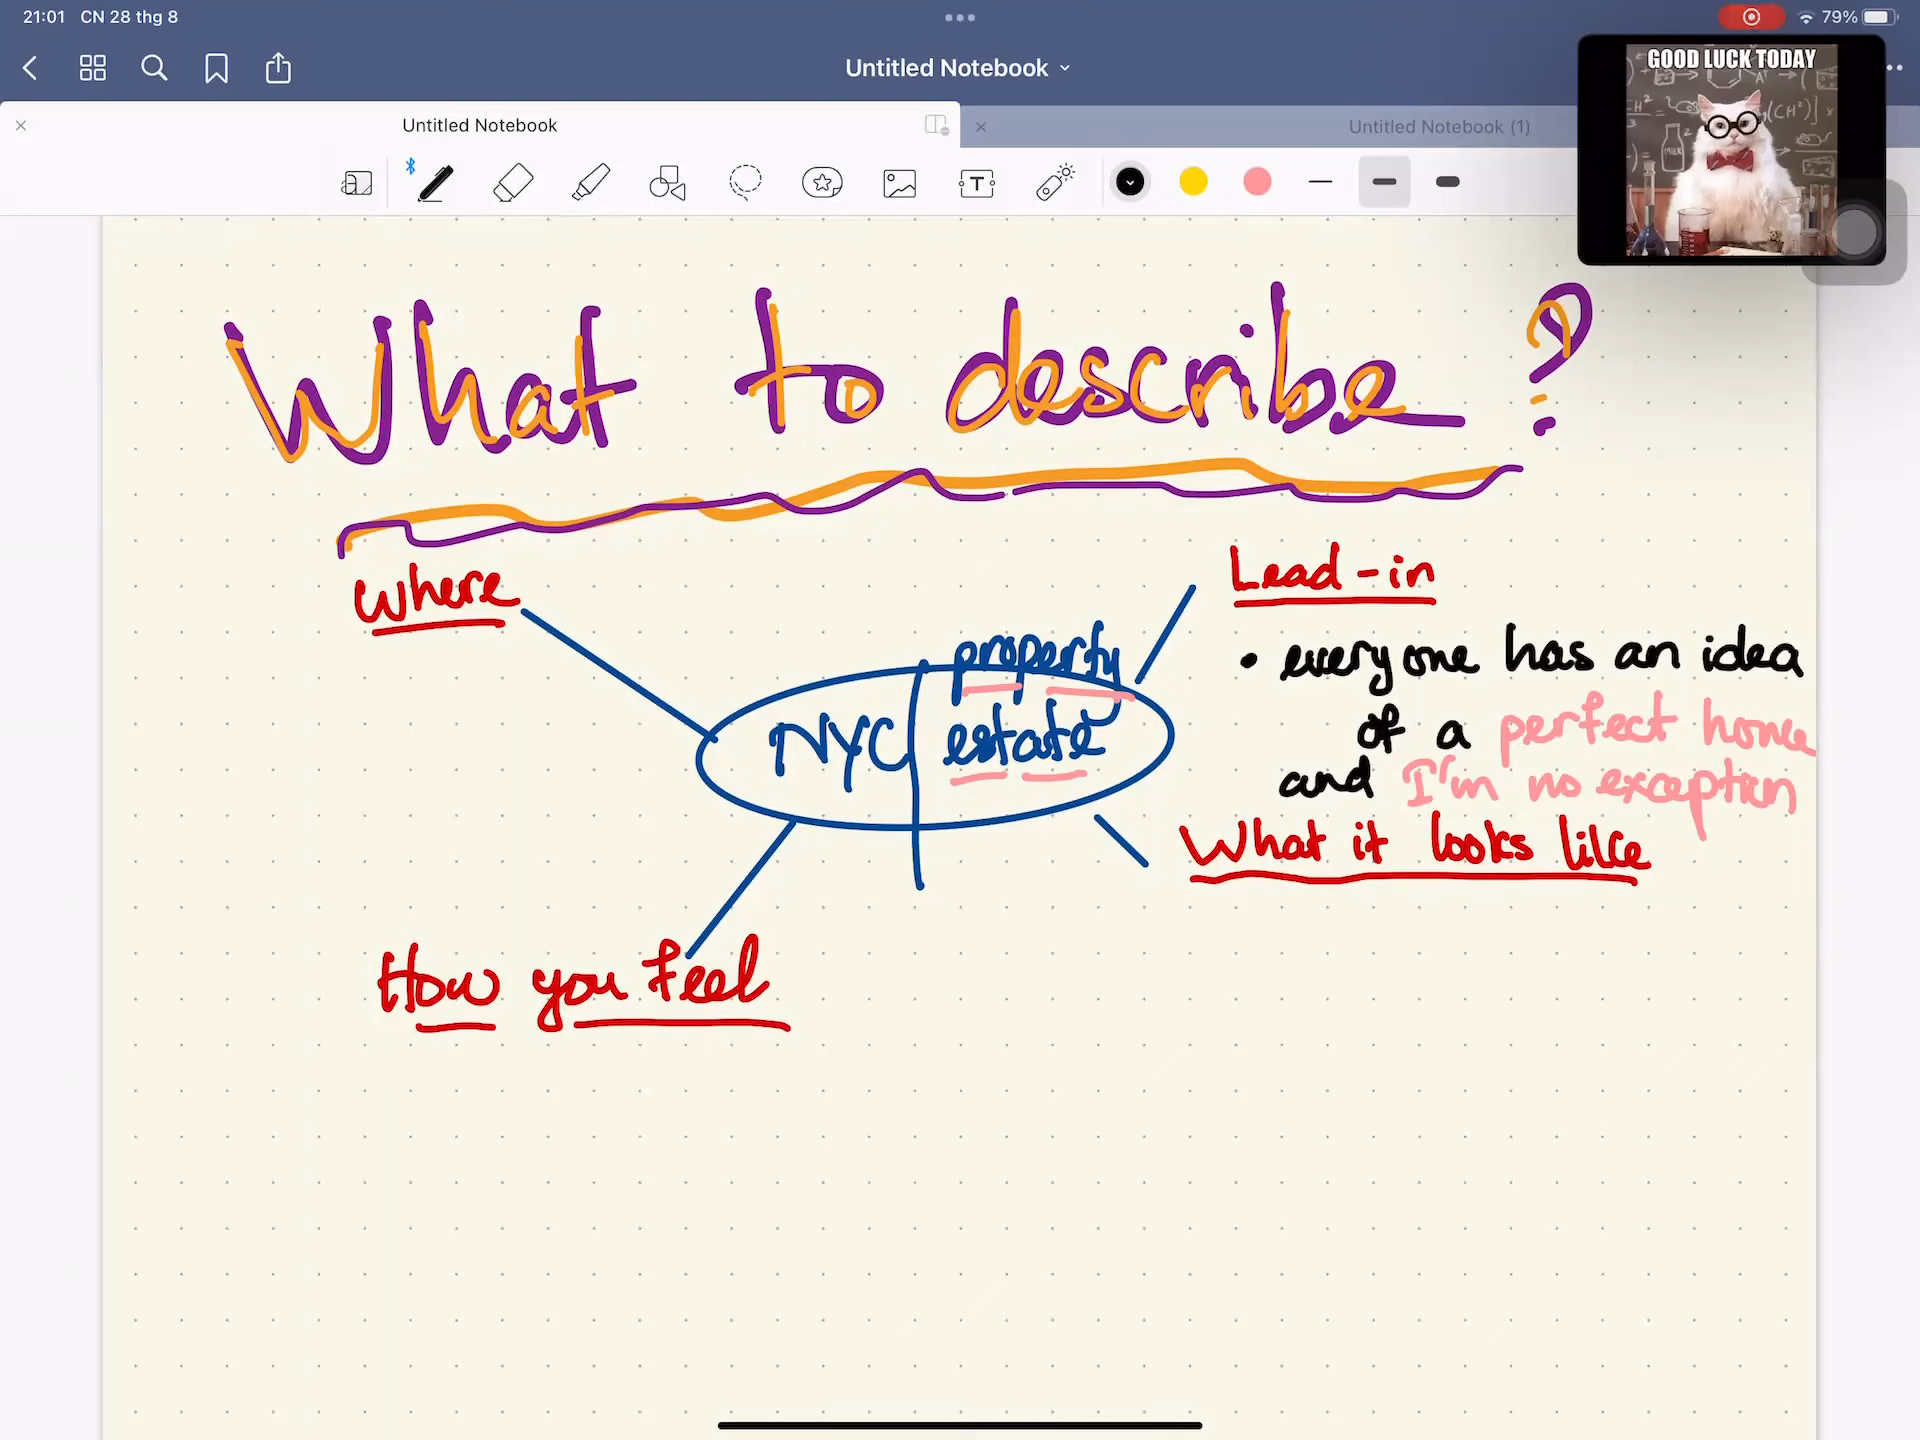 21:01 CN 28 thg 8
79%
Untitled Notebook
GOOD LUCK TODAY
Untitled Notebook
Untitled Notebook (1)
What to describe ?
Where
Lead-in
property
• everyone has an idea
NYC estate
of a perfect home
and I'm no exception
What it looks like
How you feel